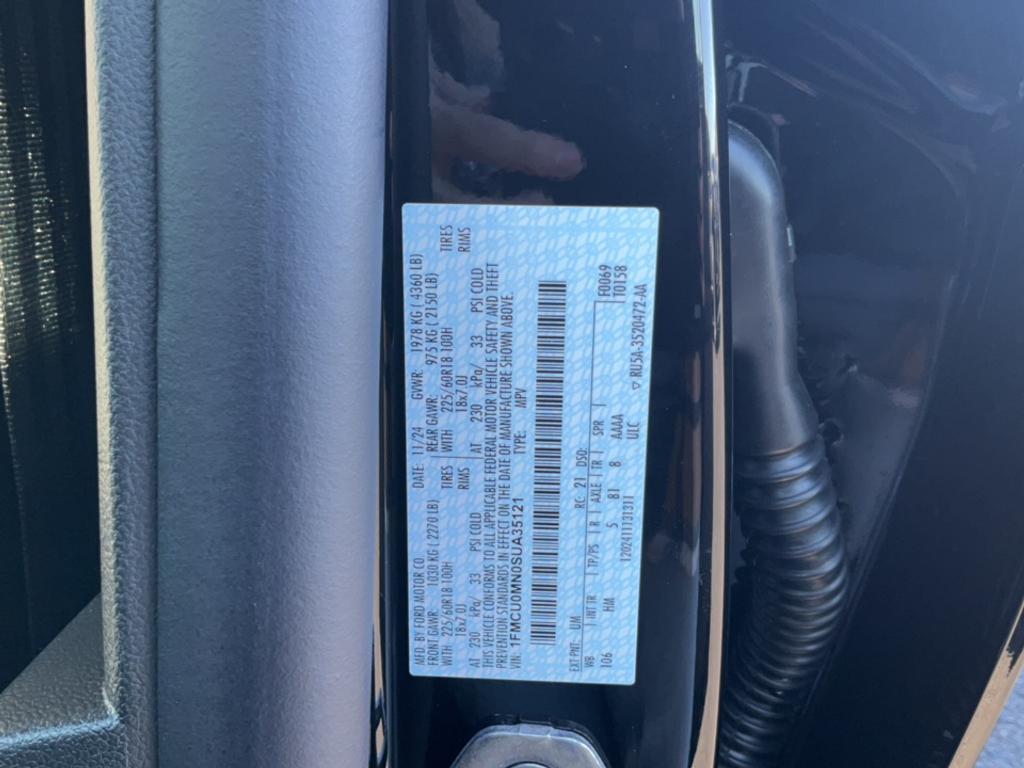 MFD. BY FORD MOTOR CO. DATE: 11/24 GVWR: 1978 KG ( 4360 LB)
FRONT GAWR: 1030 KG ( 2270 LB) REAR GAWR: 975 KG ( 2150 LB)
WITH 225/60R18 100H TIRES WITH 225/60R18 100H TIRES
18x7.0J RIMS 18x7.0J RIMS
AT 230 kPa/ 33 PSI COLD AT 230 kPa/ 33 PSI COLD
THIS VEHICLE CONFORMS TO ALL APPLICABLE FEDERAL MOTOR VEHICLE SAFETY AND THEFT
PREVENTION STANDARDS IN EFFECT ON THE DATE OF MANUFACTURE SHOWN ABOVE.
VIN: 1FMCU0MN0SUA35121 TYPE: MPV
EXT PNT: UM RC: 21 DSO: F0069
WB INT TR TP/PS R AXLE TR SPR T0158
106 HM 5 81 8 AAAA
1202411131311 ULC ▽ RU5A-3520472-AA